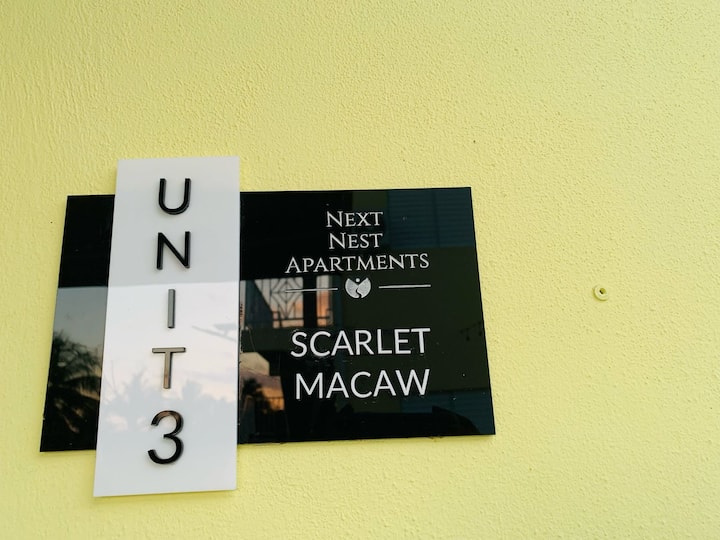 UNIT 3
NEXT
NEST
APARTMENTS
SCARLET
MACAW